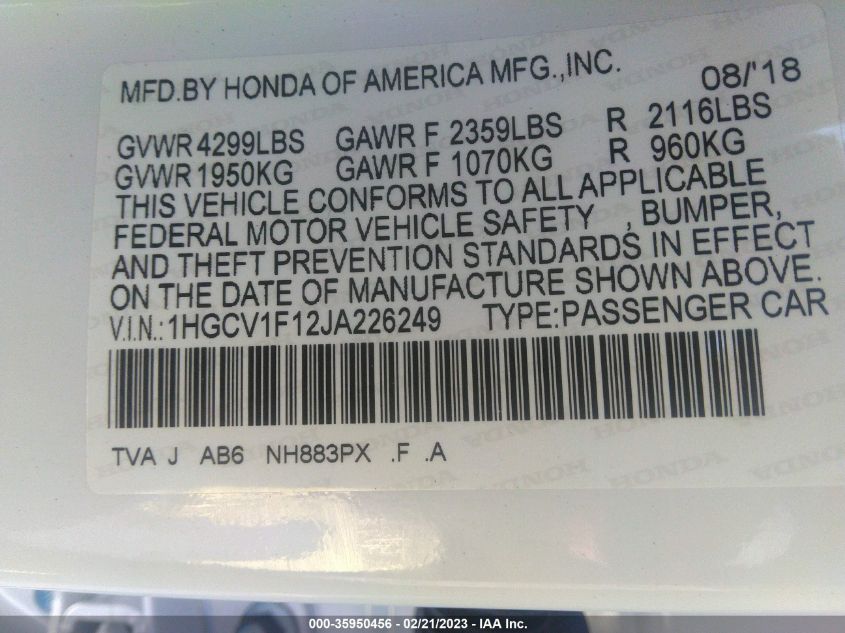 MFD.BY HONDA OF AMERICA MFG.,INC. 08/'18
GVWR 4299LBS GAWR F 2359LBS R 2116LBS
GVWR 1950KG GAWR F 1070KG R 960KG
THIS VEHICLE CONFORMS TO ALL APPLICABLE
FEDERAL MOTOR VEHICLE SAFETY , BUMPER,
AND THEFT PREVENTION STANDARDS IN EFFECT
ON THE DATE OF MANUFACTURE SHOWN ABOVE.
V.I.N.:1HGCV1F12JA226249 TYPE:PASSENGER CAR
TVA J AB6 NH883PX .F .A
000-35950456 - 02/21/2023 - IAA Inc.